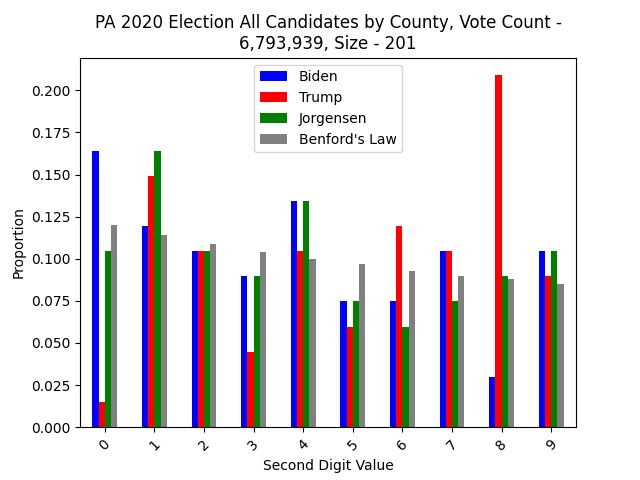 PA 2020 Election All Candidates by County, Vote Count -
6,793,939, Size - 201
Biden
Trump
Jorgensen
Benford's Law
Proportion
0.200
0.175
0.150
0.125
0.100
0.075
0.050
0.025
0.000
0 1 2 3 4 5 6 7 8 9
Second Digit Value